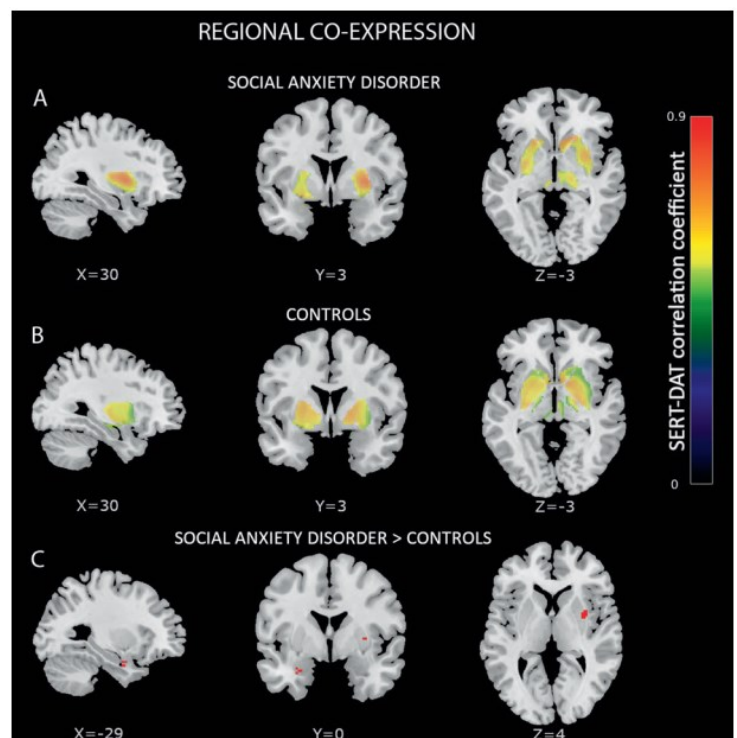 REGIONAL CO-EXPRESSION
SOCIAL ANXIETY DISORDER
A
X=30
Y=3
Z=-3
CONTROLS
B
X=30
Y=3
Z=-3
SOCIAL ANXIETY DISORDER > CONTROLS
C
X=-29
Y=0
Z=4
0.9
SERT-DAT correlation coefficient
0